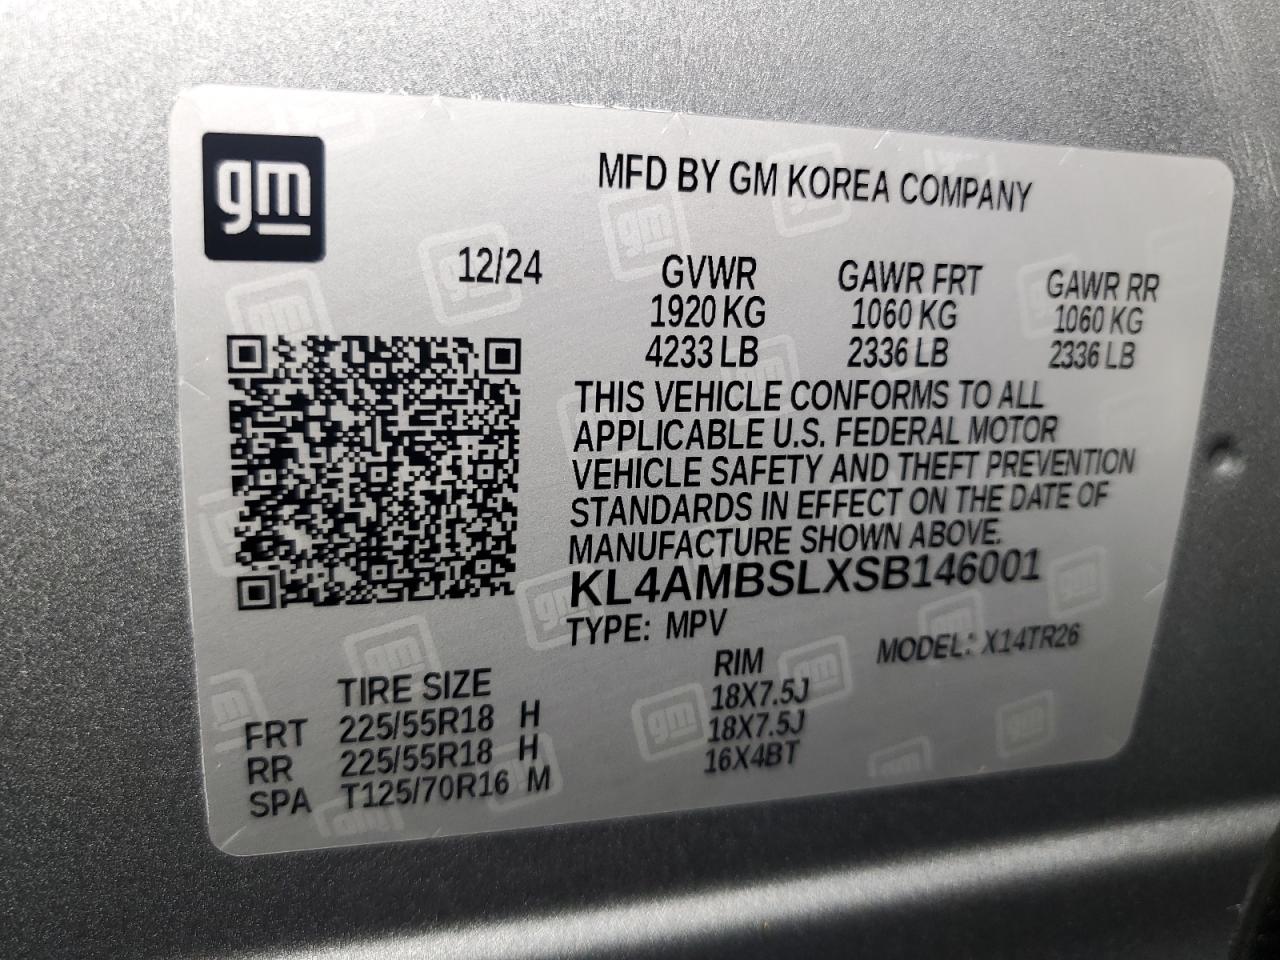 gm
MFD BY GM KOREA COMPANY
12/24
GVWR GAWR FRT GAWR RR
1920 KG 1060 KG 1060 KG
4233 LB 2336 LB 2336 LB
THIS VEHICLE CONFORMS TO ALL
APPLICABLE U.S. FEDERAL MOTOR
VEHICLE SAFETY AND THEFT PREVENTION
STANDARDS IN EFFECT ON THE DATE OF
MANUFACTURE SHOWN ABOVE.
KL4AMBSLXSB146001
TYPE: MPV
MODEL: X14TR26
TIRE SIZE RIM
FRT 225/55R18 H 18X7.5J
RR 225/55R18 H 18X7.5J
SPA T125/70R16 M 16X4BT